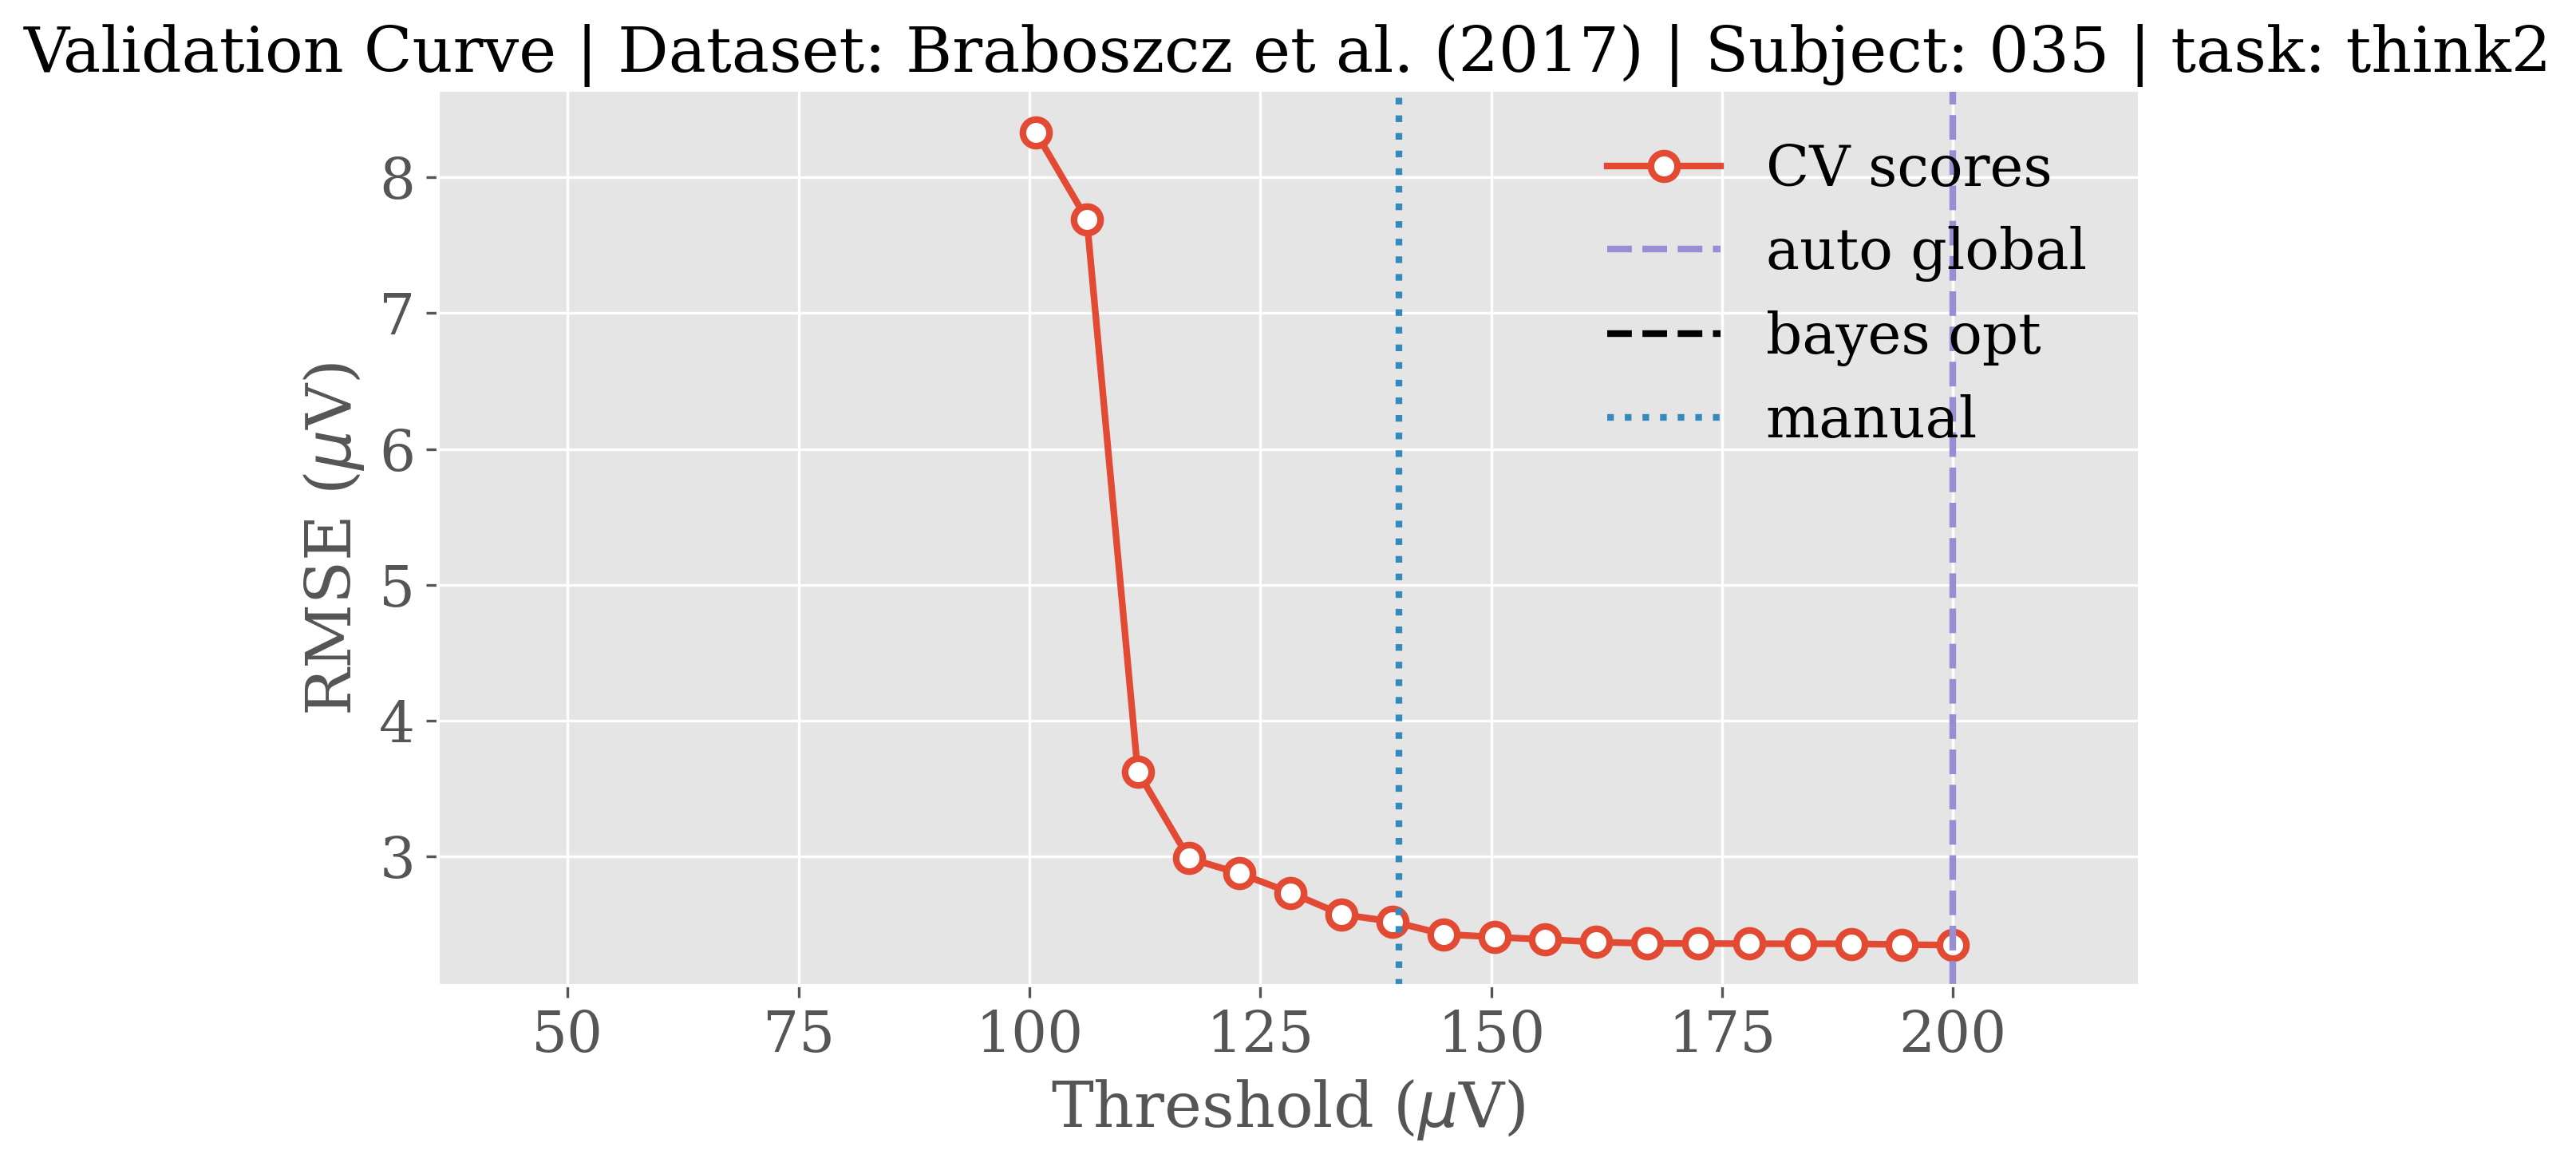 Validation Curve | Dataset: Braboszcz et al. (2017) | Subject: 035 | task: think2
8
7
6
5
4
3
RMSE (μV)
CV scores
auto global
bayes opt
manual
50 75 100 125 150 175 200
Threshold (μV)